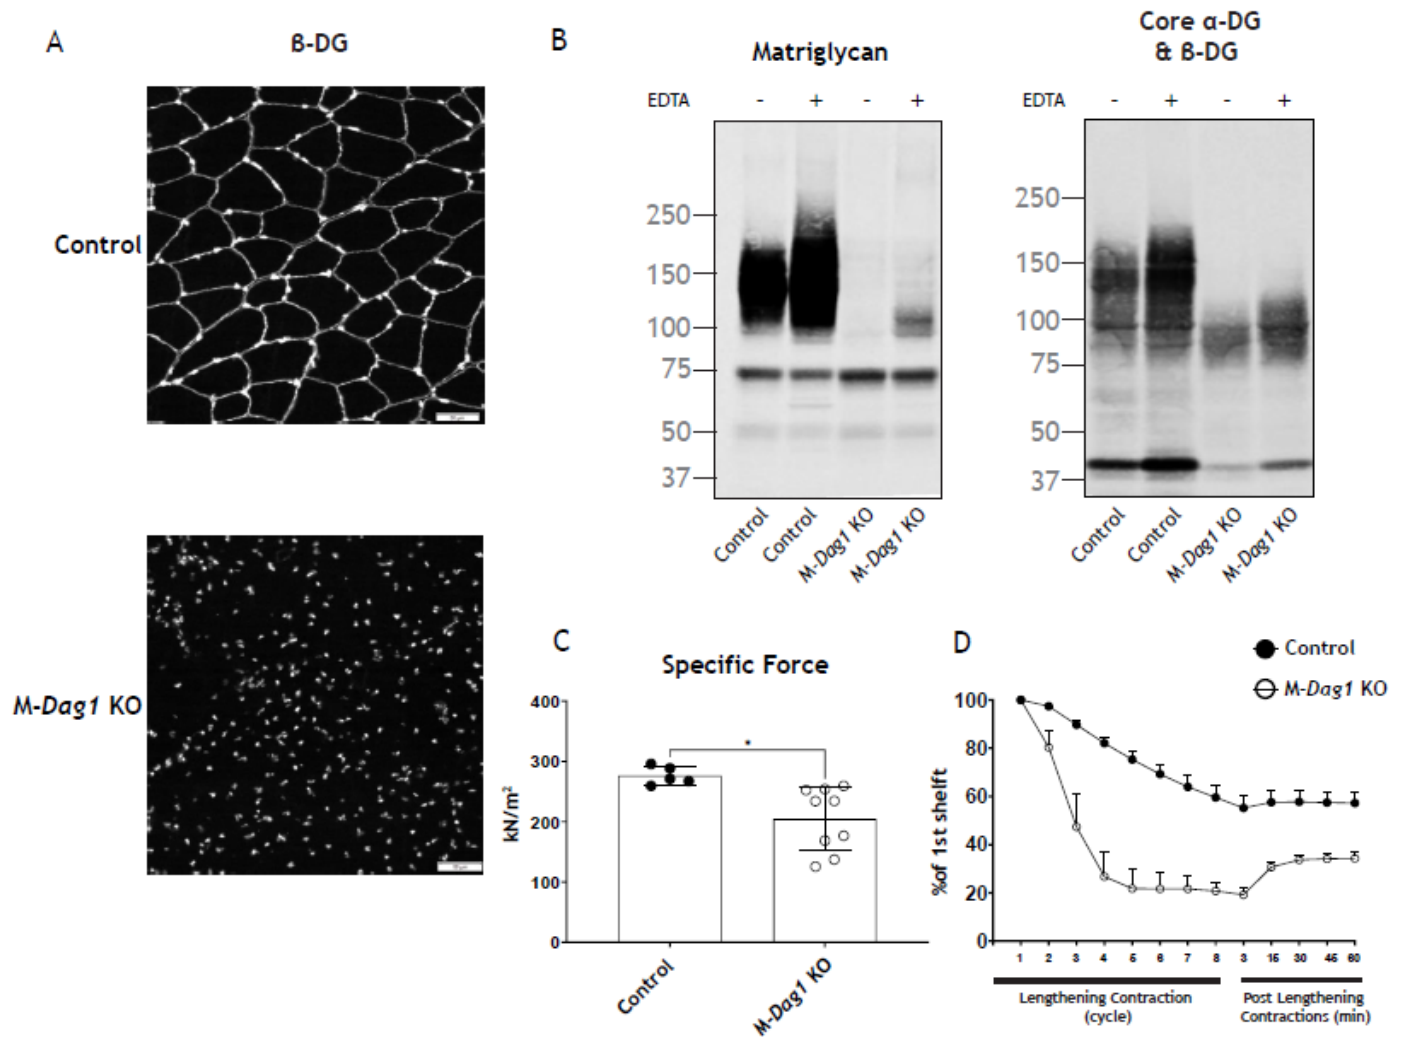 A
ß-DG
Control
M-Dag1 KO
B
Matriglycan
EDTA - + - +
250
150
100
75
50
37
Control
Control
M-Dag1 KO
M-Dag1 KO
Core α-DG
& ß-DG
EDTA - + - +
250
150
100
75
50
37
Control
Control
M-Dag1 KO
M-Dag1 KO
C
Specific Force
*
kN/m²
400
300
200
100
0
Control
M-Dag1 KO
D
Control
M-Dag1 KO
%of 1st shelft
100
80
60
40
20
0
1 2 3 4 5 6 7 8 3 15 30 45 60
Lengthening Contraction
(cycle)
Post Lengthening
Contractions (min)